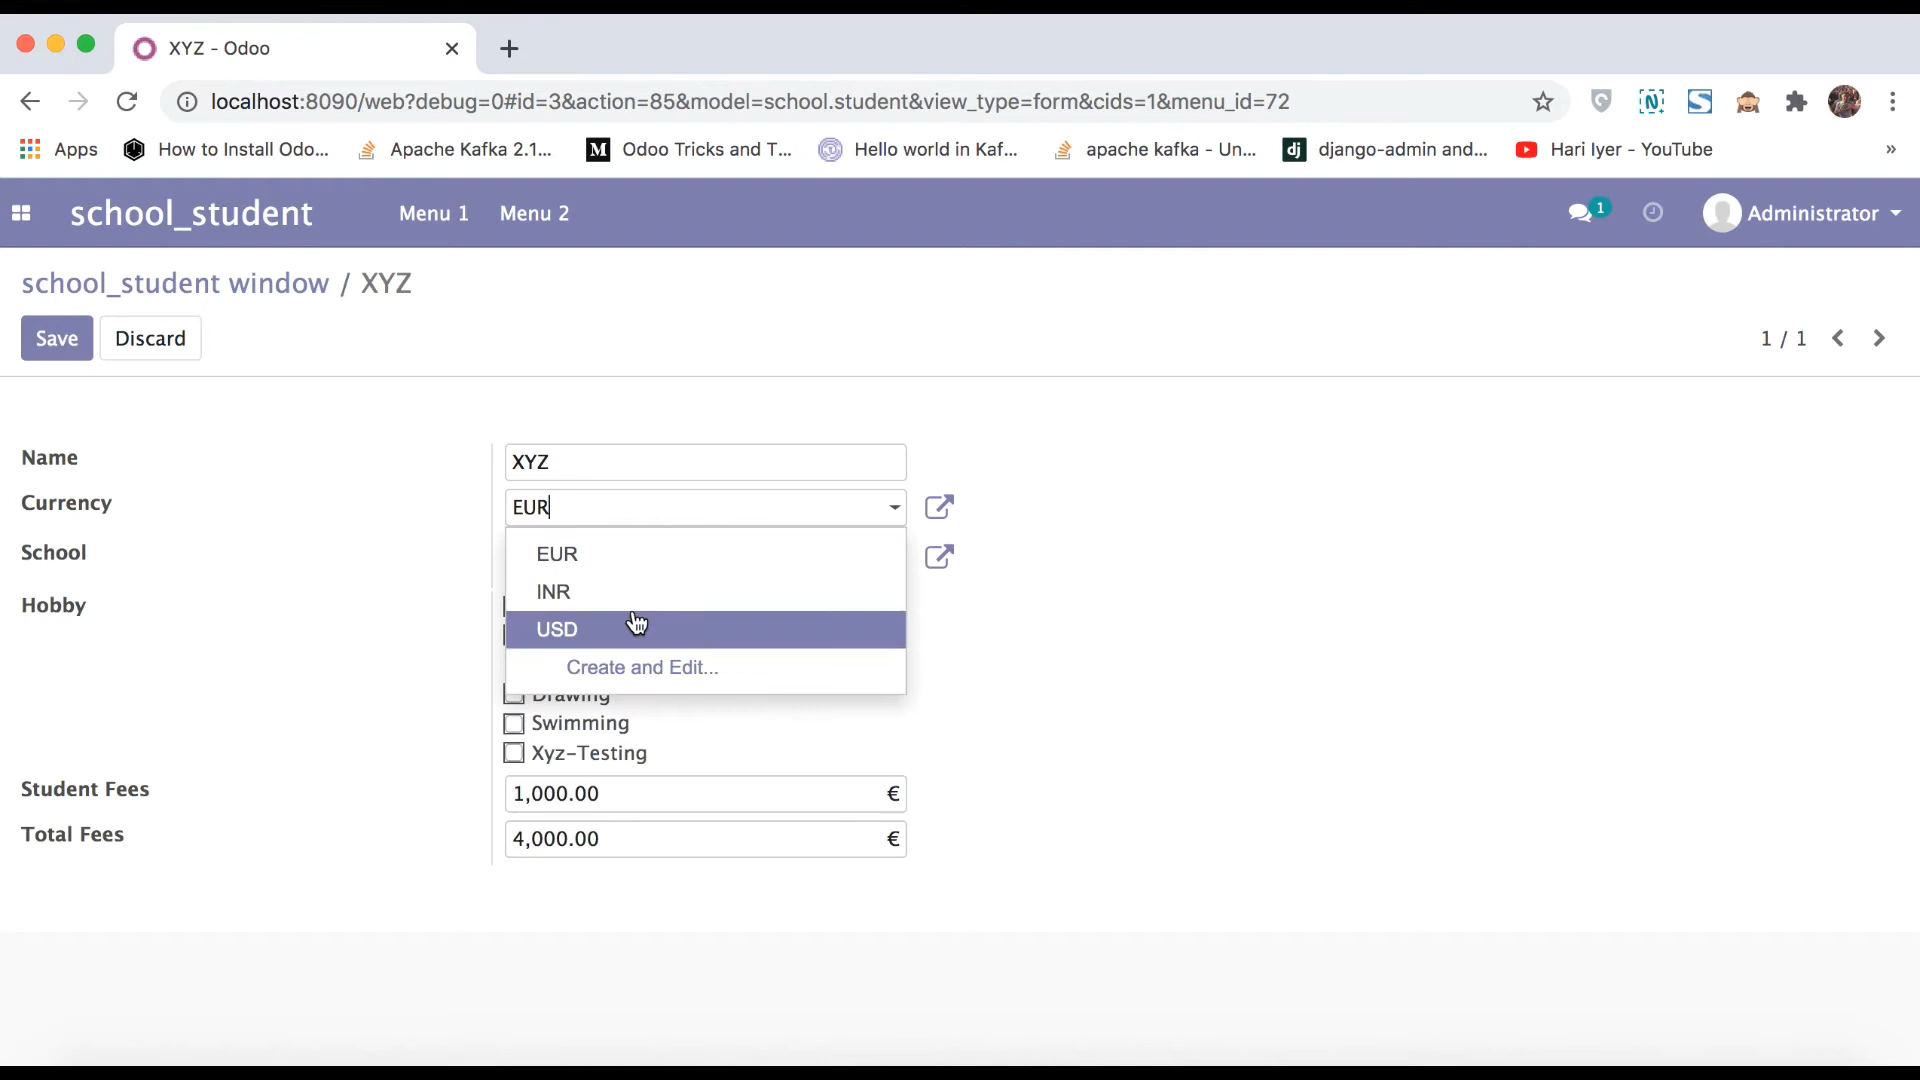 XYZ - Odoo
localhost:8090/web?debug=0#id=3&action=85&model=school.student&view_type=form&cids=1&menu_id=72
Apps How to Install Odo... Apache Kafka 2.1... M Odoo Tricks and T... Hello world in Kaf... apache kafka - Un... dj django-admin and... Hari Iyer - YouTube »
school_student Menu 1 Menu 2 1 Administrator
school_student window / XYZ
Save Discard 1 / 1
Name XYZ
Currency EUR
EUR
School
INR
Hobby
USD
Create and Edit...
Drawing
Swimming
Xyz-Testing
Student Fees 1,000.00 €
Total Fees 4,000.00 €